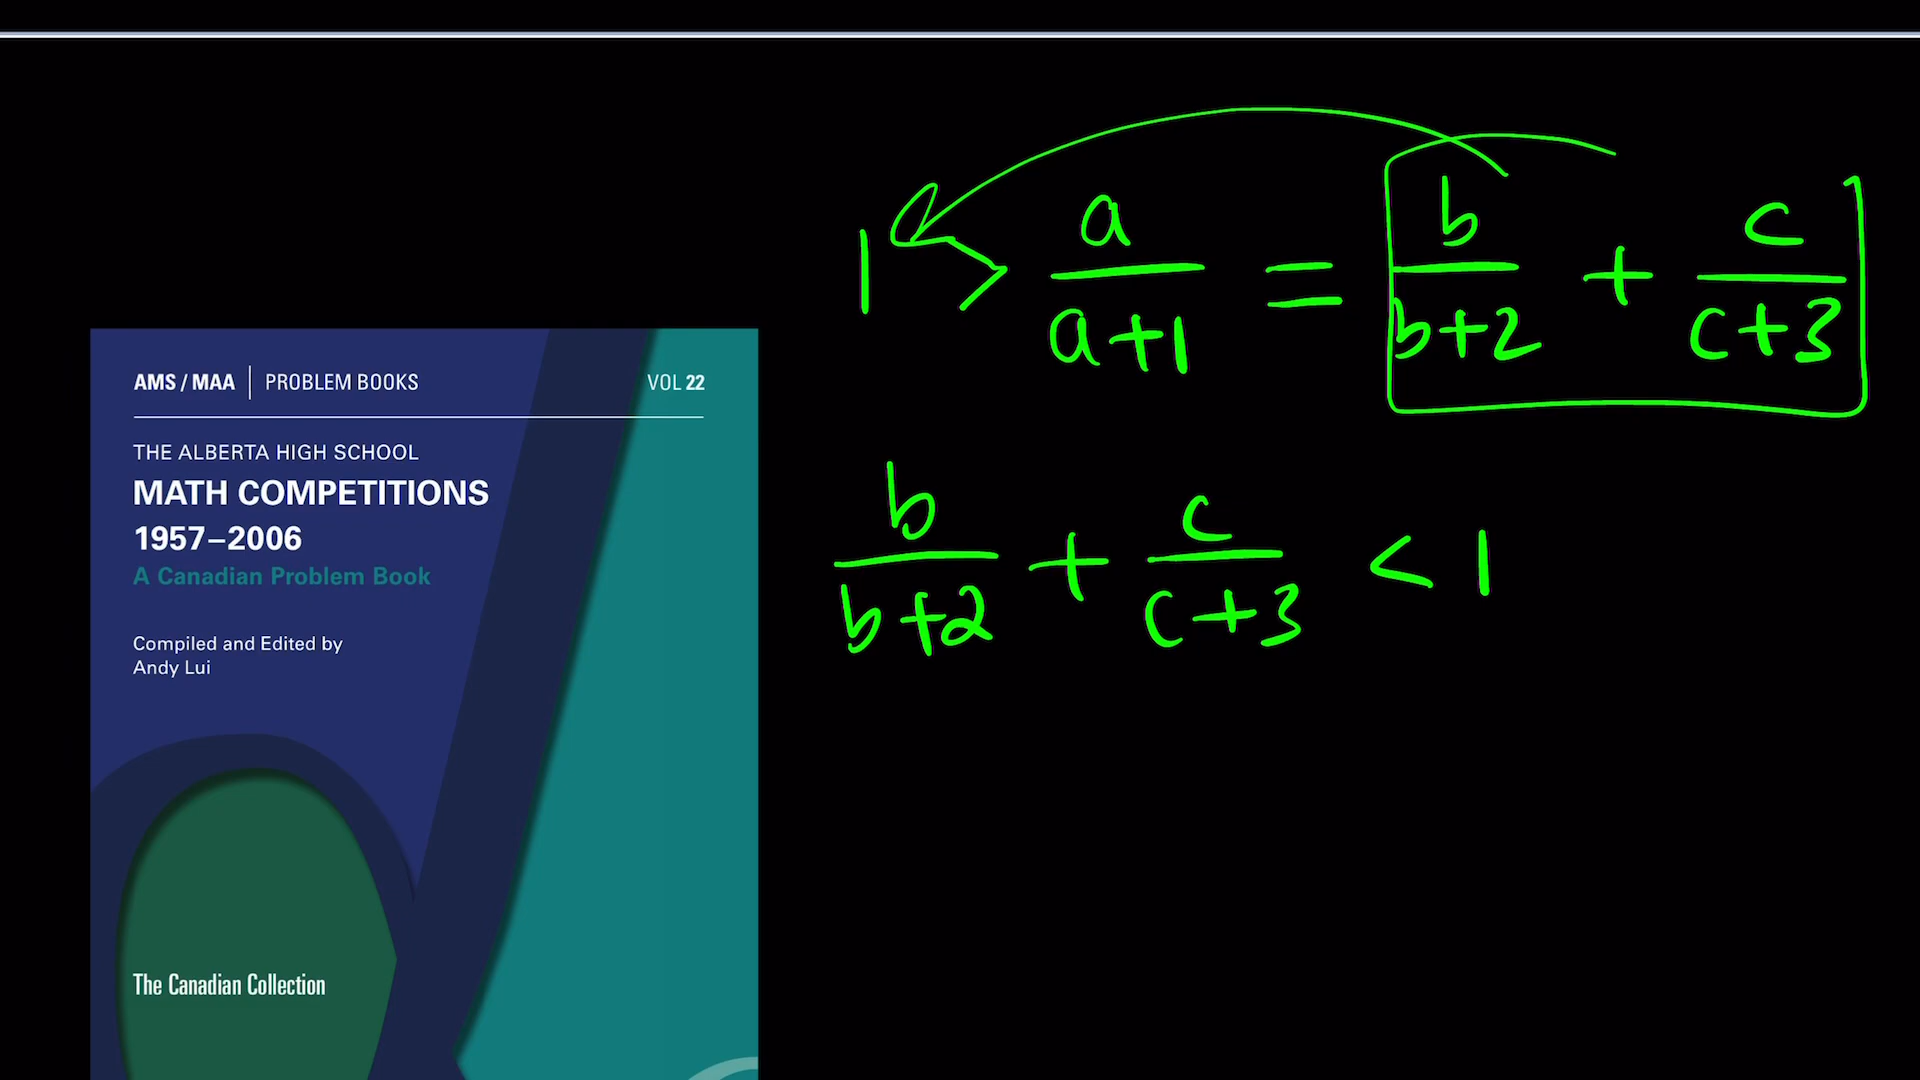 1 > a/(a+1) = b/(b+2) + c/(c+3)
b/(b+2) + c/(c+3) < 1
AMS / MAA | PROBLEM BOOKS VOL 22
THE ALBERTA HIGH SCHOOL
MATH COMPETITIONS
1957–2006
A Canadian Problem Book
Compiled and Edited by
Andy Lui
The Canadian Collection